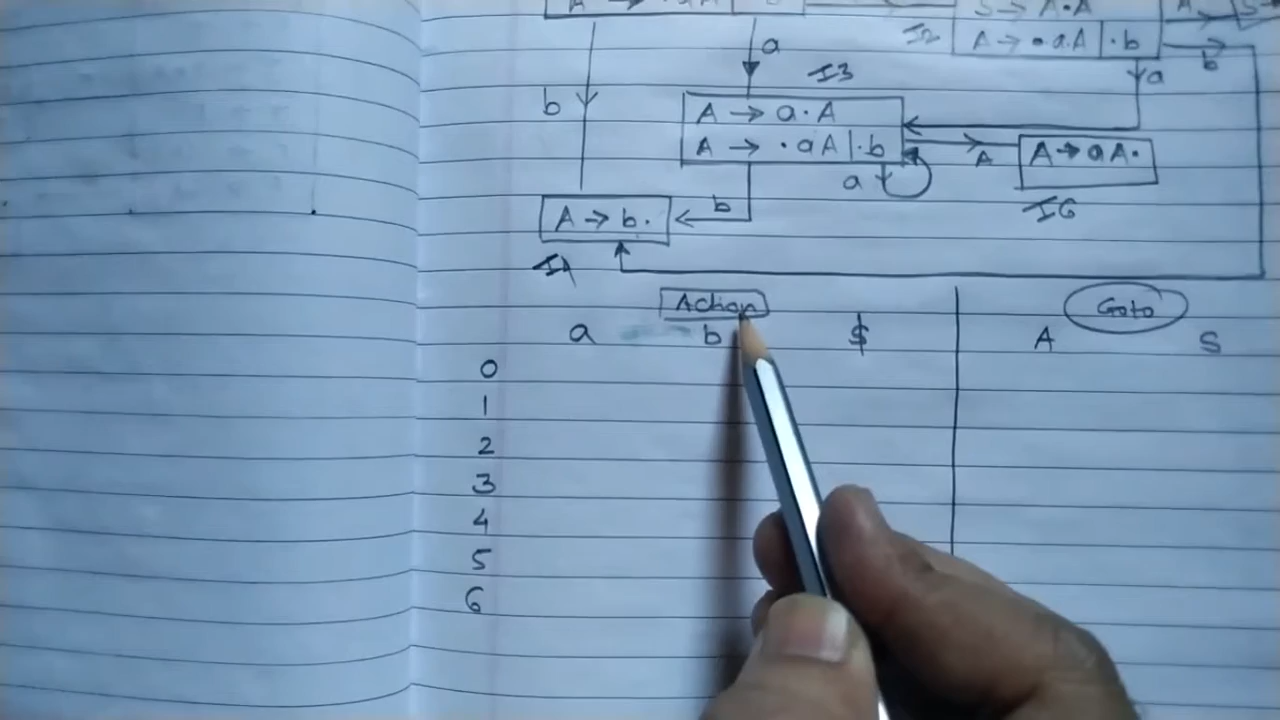 S → A·A
I2
A → ·aA | ·b
a
b
a
I3
b
A → a·A
A → ·aA | ·b
A
A → aA·
a
I6
b
A → b·
I4
Action
Goto
a b $ A S
0
1
2
3
4
5
6